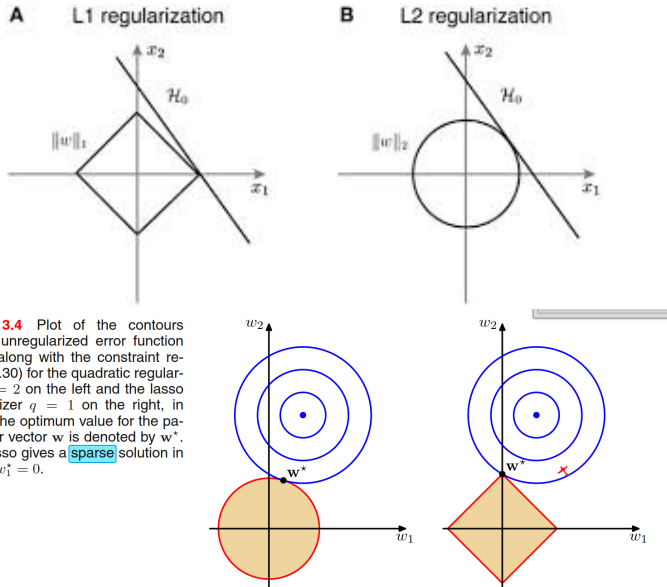 A L1 regularization
B L2 regularization
x₂
H₀
‖w‖₁
x₁
x₂
H₀
‖w‖₂
x₁
3.4 Plot of the contours
unregularized error function
along with the constraint re-
.30) for the quadratic regular-
= 2 on the left and the lasso
izer q = 1 on the right, in
he optimum value for the pa-
r vector w is denoted by w⋆.
sso gives a sparse solution in
w₁⋆ = 0.
w₂
w⋆
w₁
w₂
w⋆
w₁